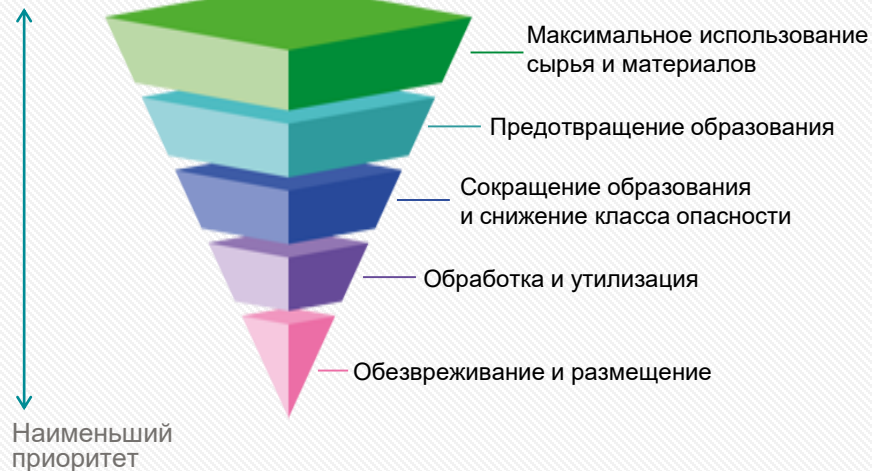 Максимальное использование
сырья и материалов
Предотвращение образования
Сокращение образования
и снижение класса опасности
Обработка и утилизация
Обезвреживание и размещение
Наименьший
приоритет